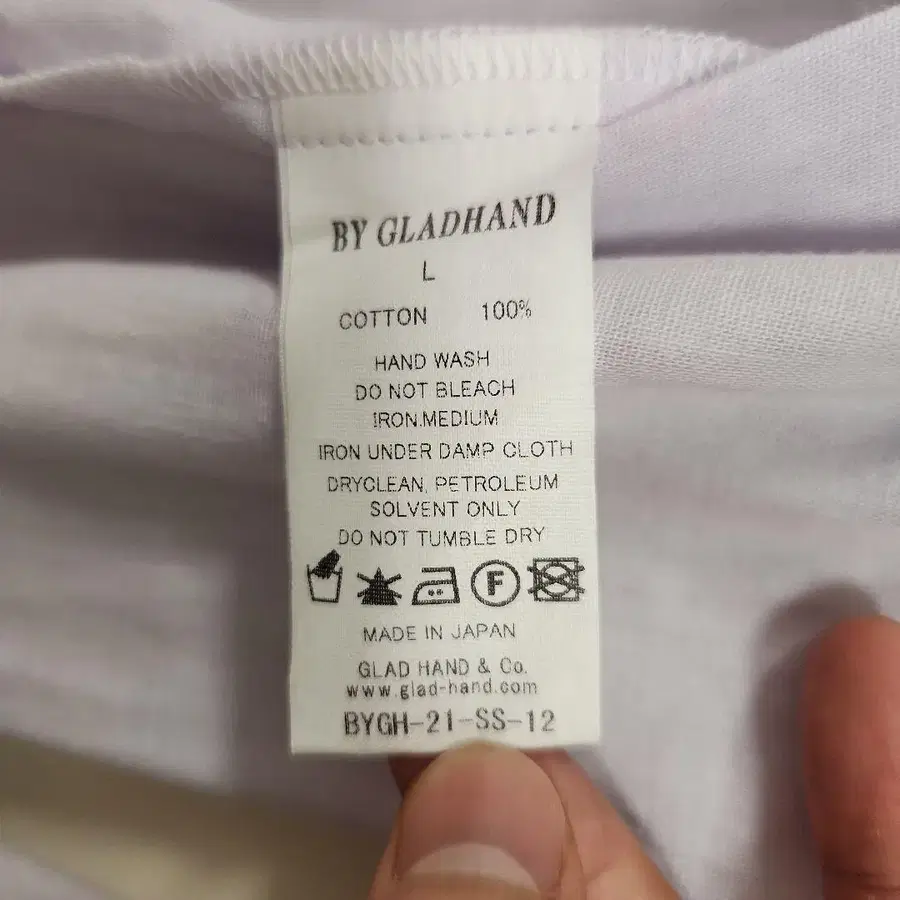 BY GLADHAND
L
COTTON 100%
HAND WASH
DO NOT BLEACH
IRON.MEDIUM
IRON UNDER DAMP CLOTH
DRYCLEAN, PETROLEUM
SOLVENT ONLY
DO NOT TUMBLE DRY
F
MADE IN JAPAN
GLAD HAND & Co.
www.glad-hand.com
BYGH-21-SS-12